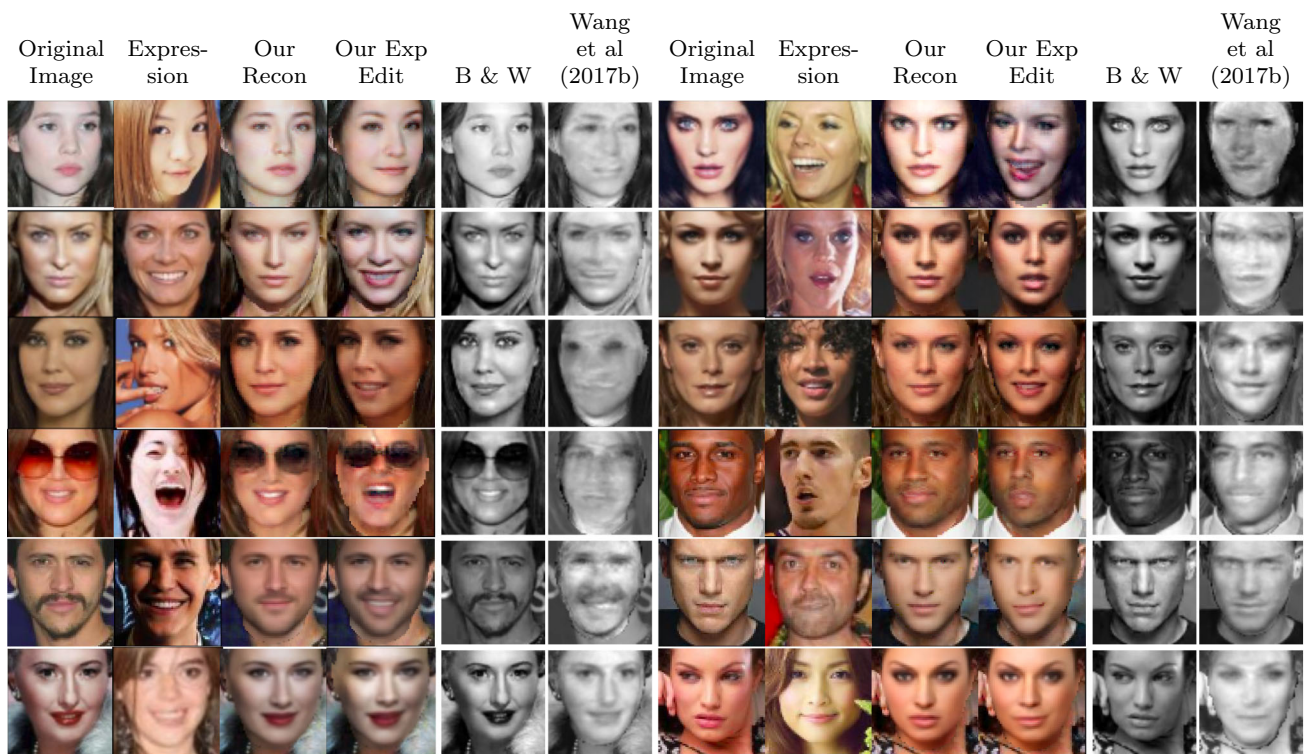 Original Image
Expres-sion
Our Recon
Our Exp Edit
B & W
Wang et al (2017b)
Original Image
Expres-sion
Our Recon
Our Exp Edit
B & W
Wang et al (2017b)